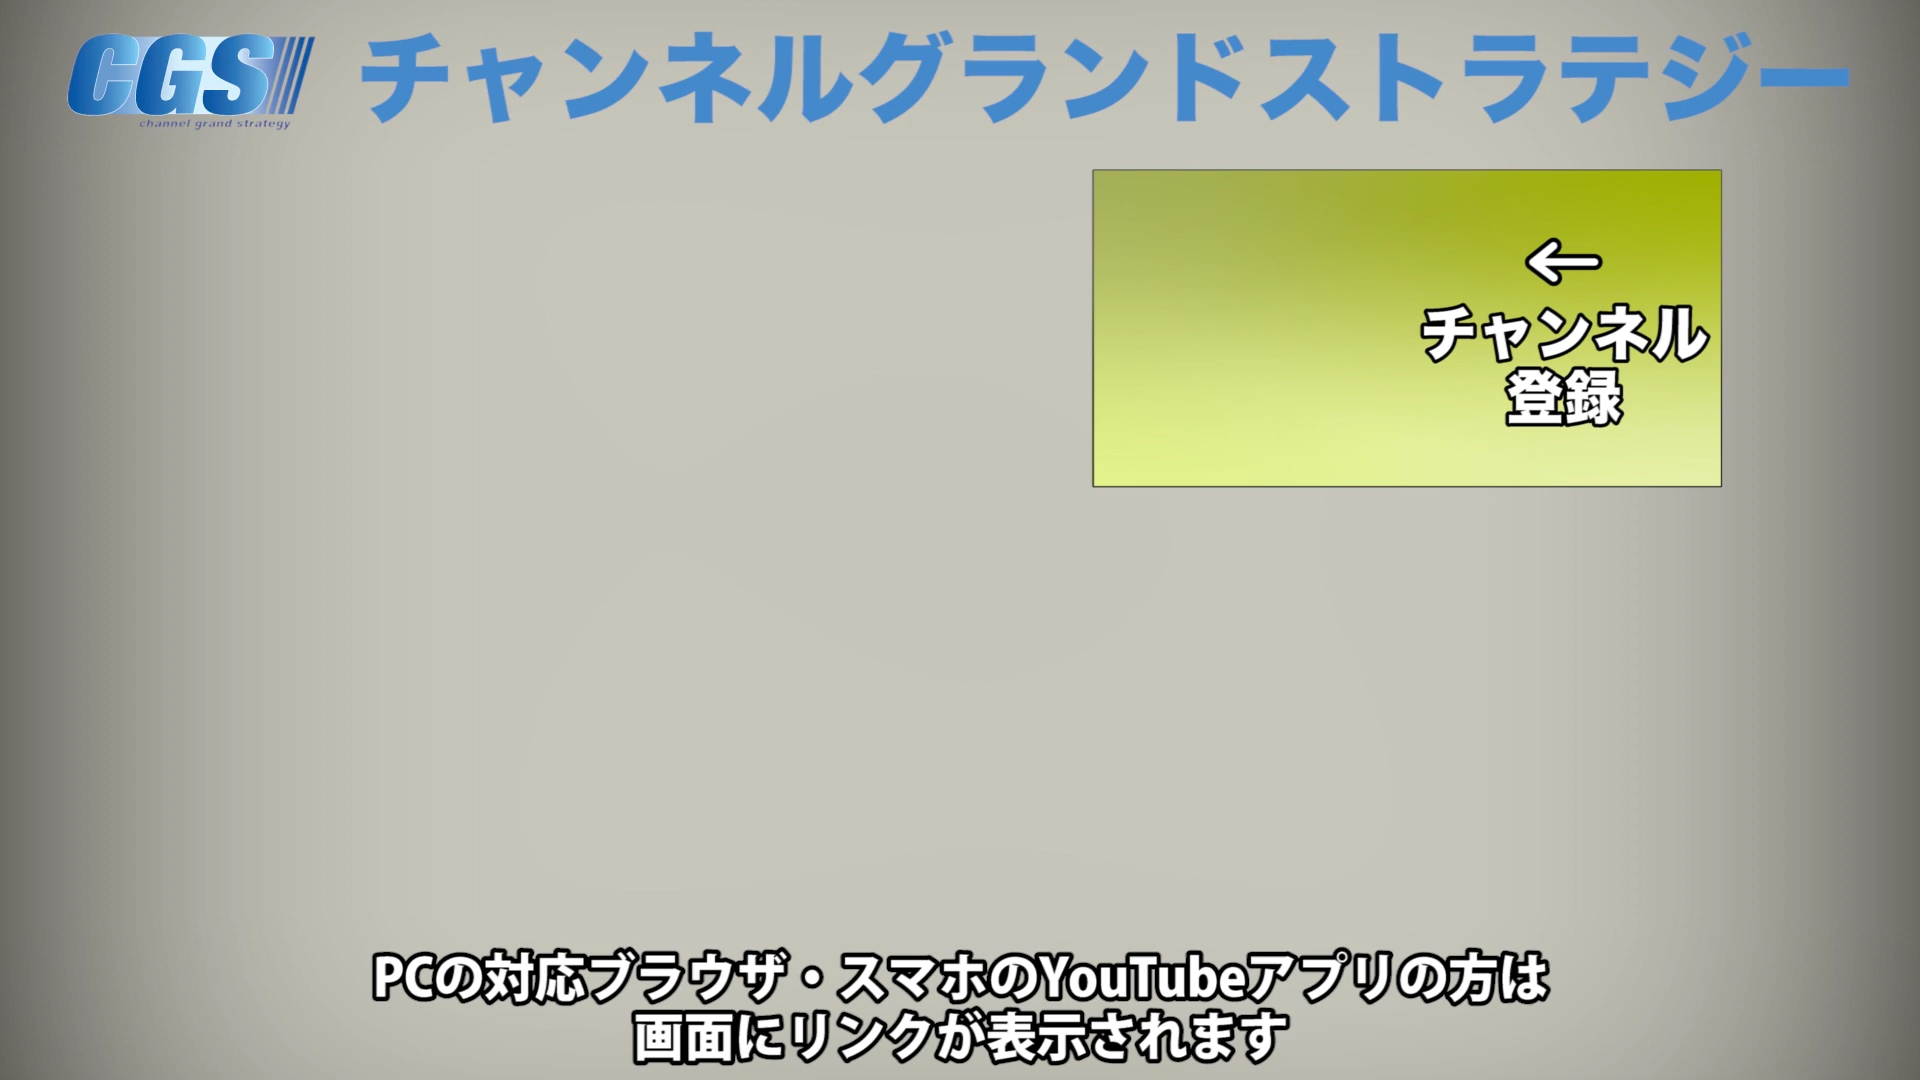 CGS
channel grand strategy
チャンネルグランドストラテジー
←
チャンネル
登録
PCの対応ブラウザ・スマホのYouTubeアプリの方は
画面にリンクが表示されます